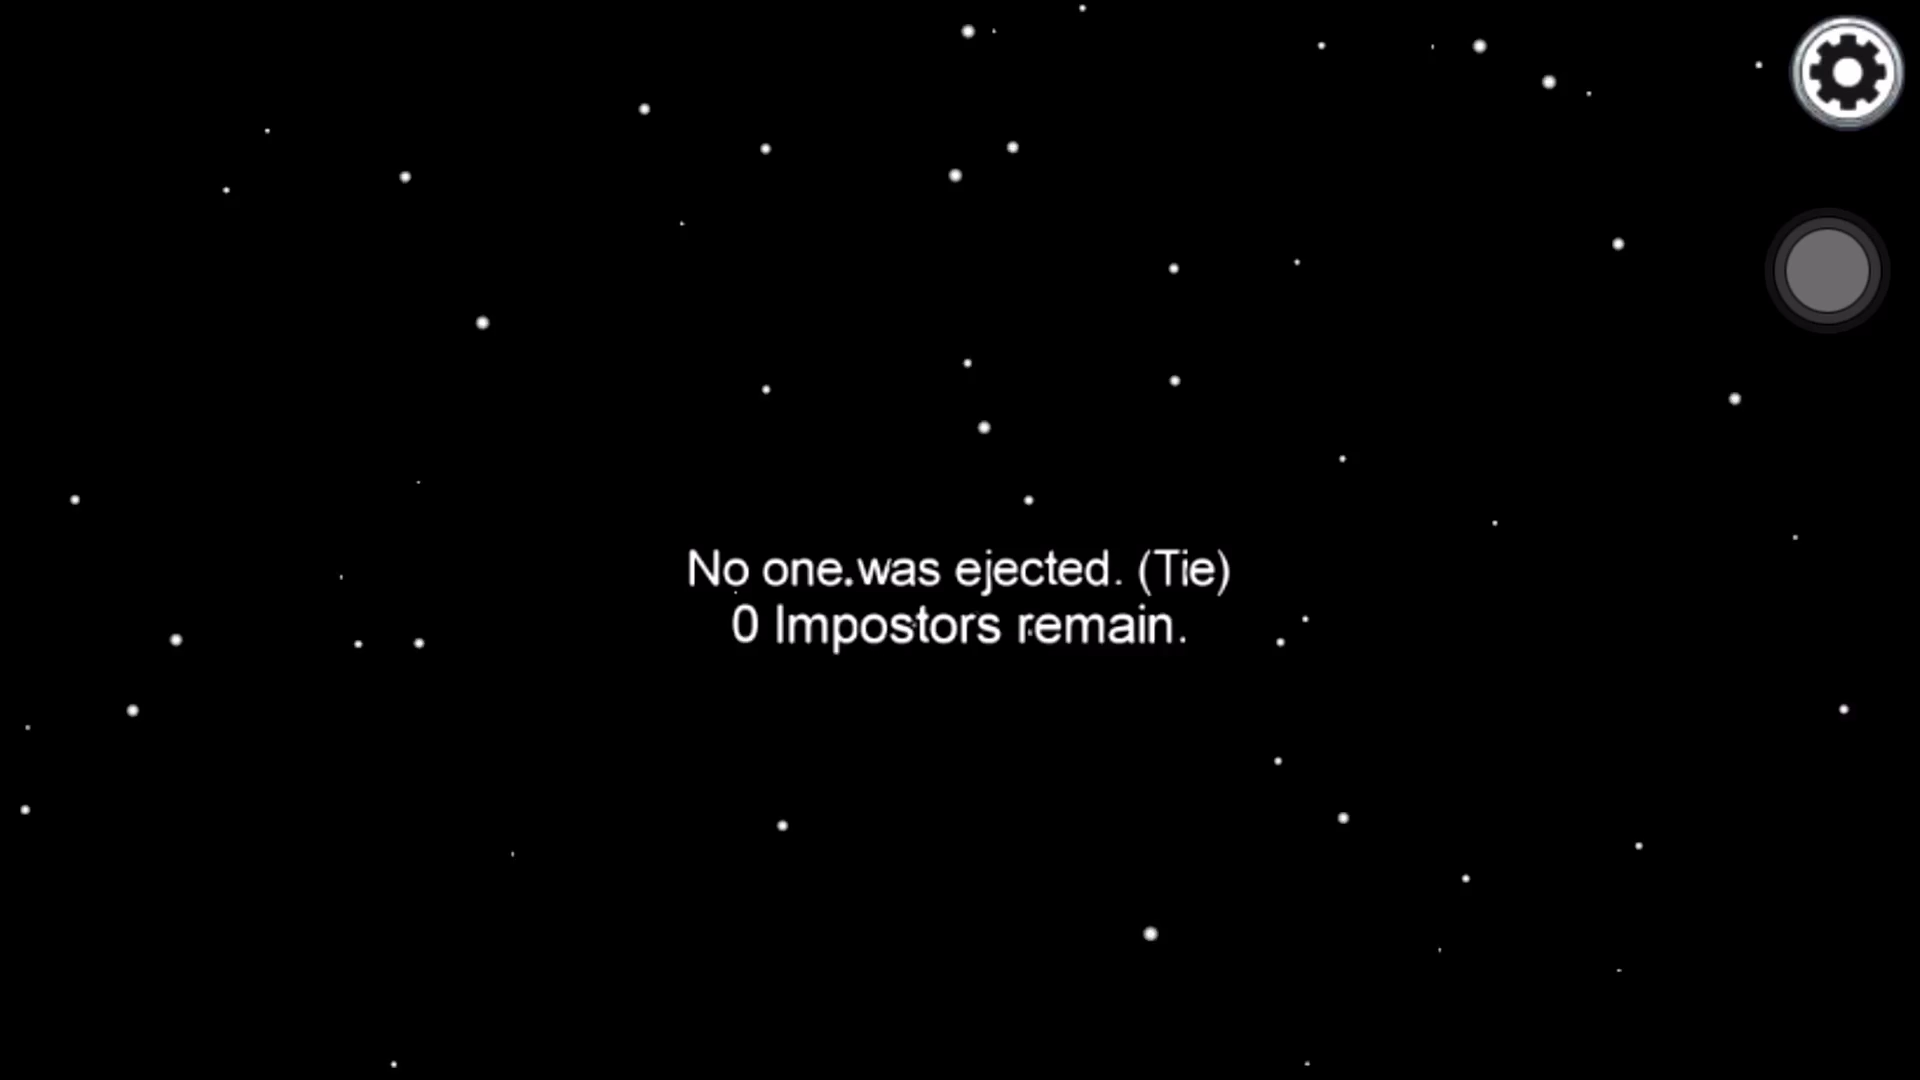 No one was ejected. (Tie)
0 Impostors remain.